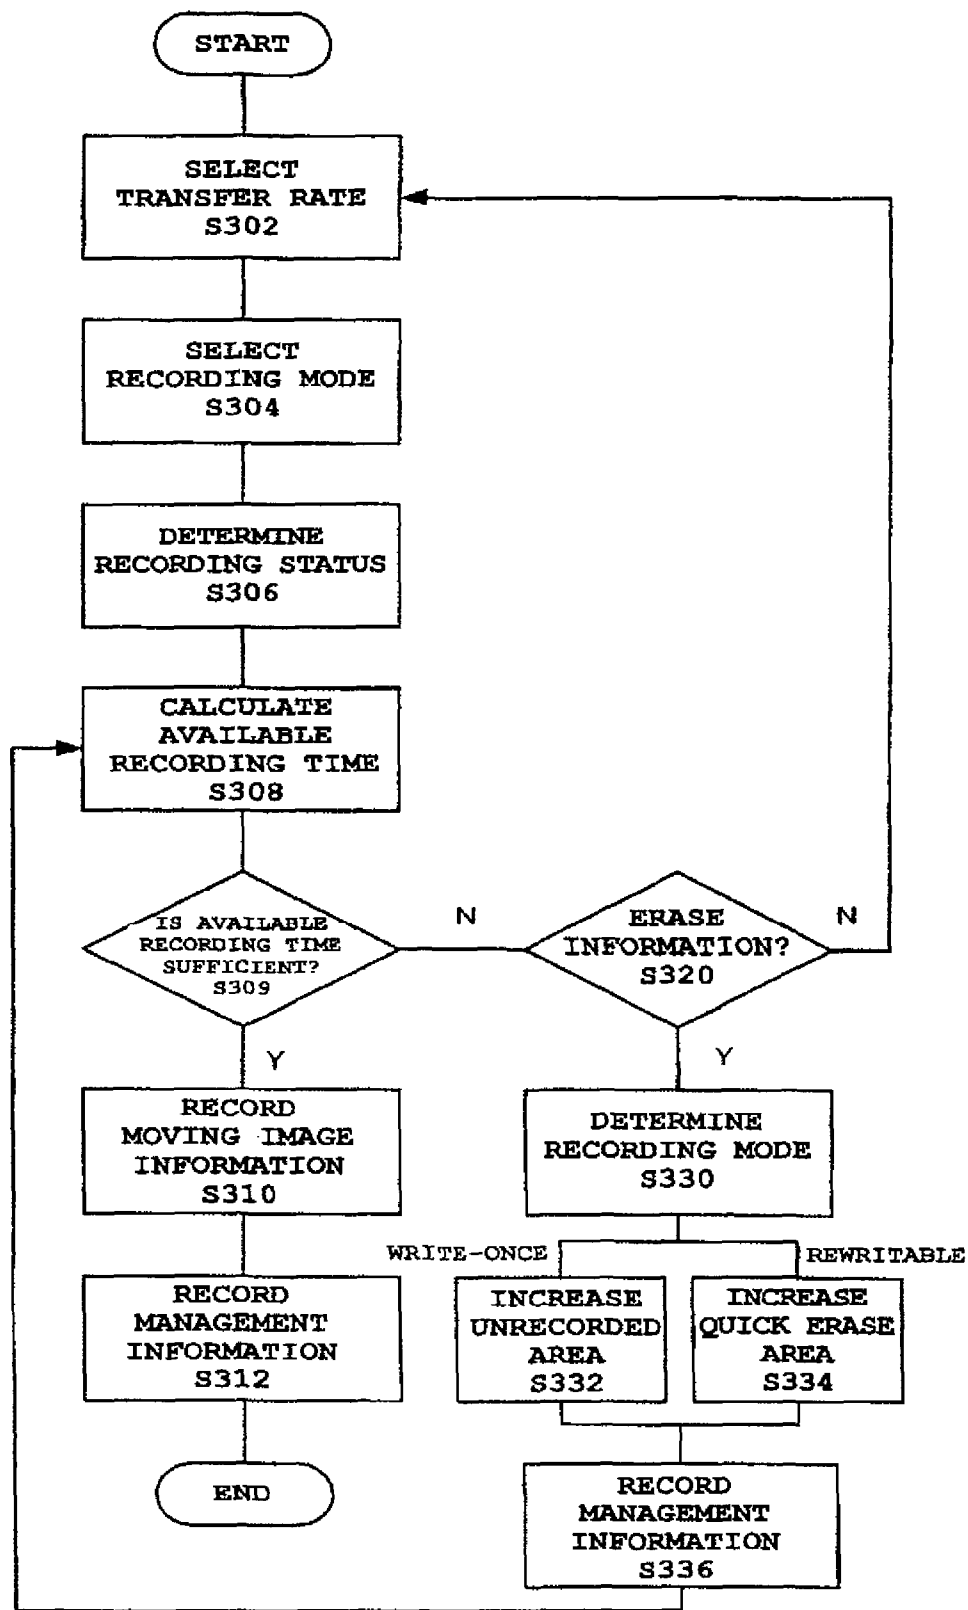 START
SELECT
TRANSFER RATE
S302
SELECT
RECORDING MODE
S304
DETERMINE
RECORDING STATUS
S306
CALCULATE
AVAILABLE
RECORDING TIME
S308
IS AVAILABLE
RECORDING TIME
SUFFICIENT?
S309
N
ERASE
INFORMATION?
S320
N
Y
Y
RECORD
MOVING IMAGE
INFORMATION
S310
DETERMINE
RECORDING MODE
S330
WRITE-ONCE
REWRITABLE
RECORD
MANAGEMENT
INFORMATION
S312
INCREASE
UNRECORDED
AREA
S332
INCREASE
QUICK ERASE
AREA
S334
END
RECORD
MANAGEMENT
INFORMATION
S336